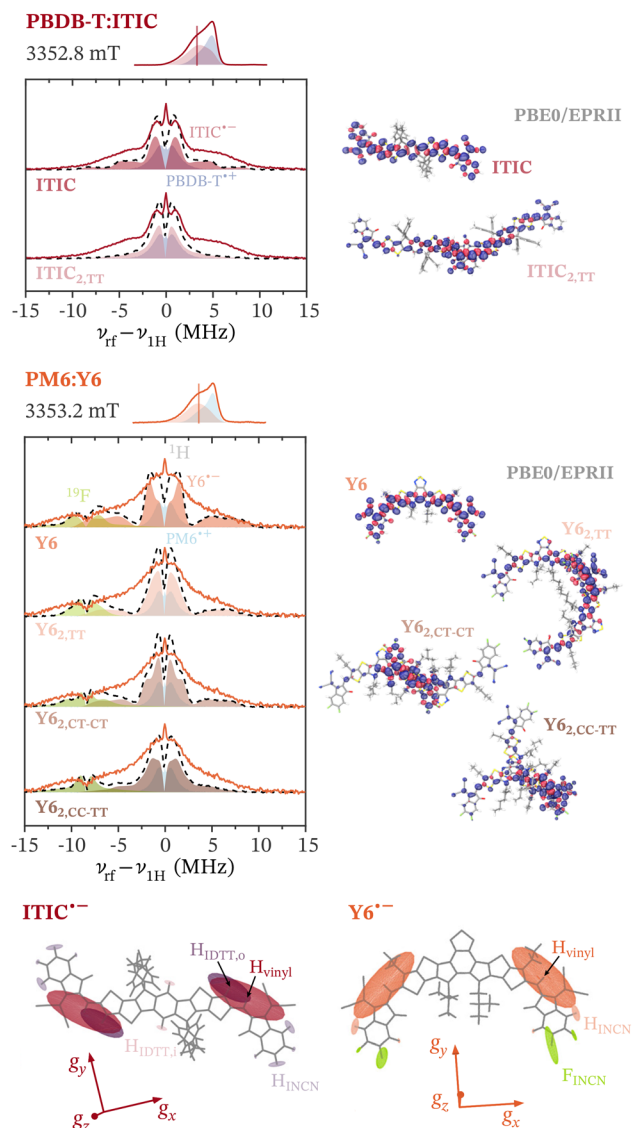 PBDB-T:ITIC
3352.8 mT
PBE0/EPRII
ITIC•−
ITIC
PBDB-T•+
ITIC
ITIC2,TT
ITIC2,TT
-15 -10 -5 0 5 10 15
νrf − ν1H (MHz)
PM6:Y6
3353.2 mT
1H
19F
Y6•−
Y6
PBE0/EPRII
Y6
PM6•+
Y62,TT
Y62,TT
Y62,CT-CT
Y62,CT-CT
Y62,CC-TT
Y62,CC-TT
-15 -10 -5 0 5 10 15
νrf − ν1H (MHz)
ITIC•−
Y6•−
HIDTT,o
Hvinyl
Hvinyl
HIDTT,i
HINCN
HINCN
FINCN
gy
gz
gx
gy
gz
gx